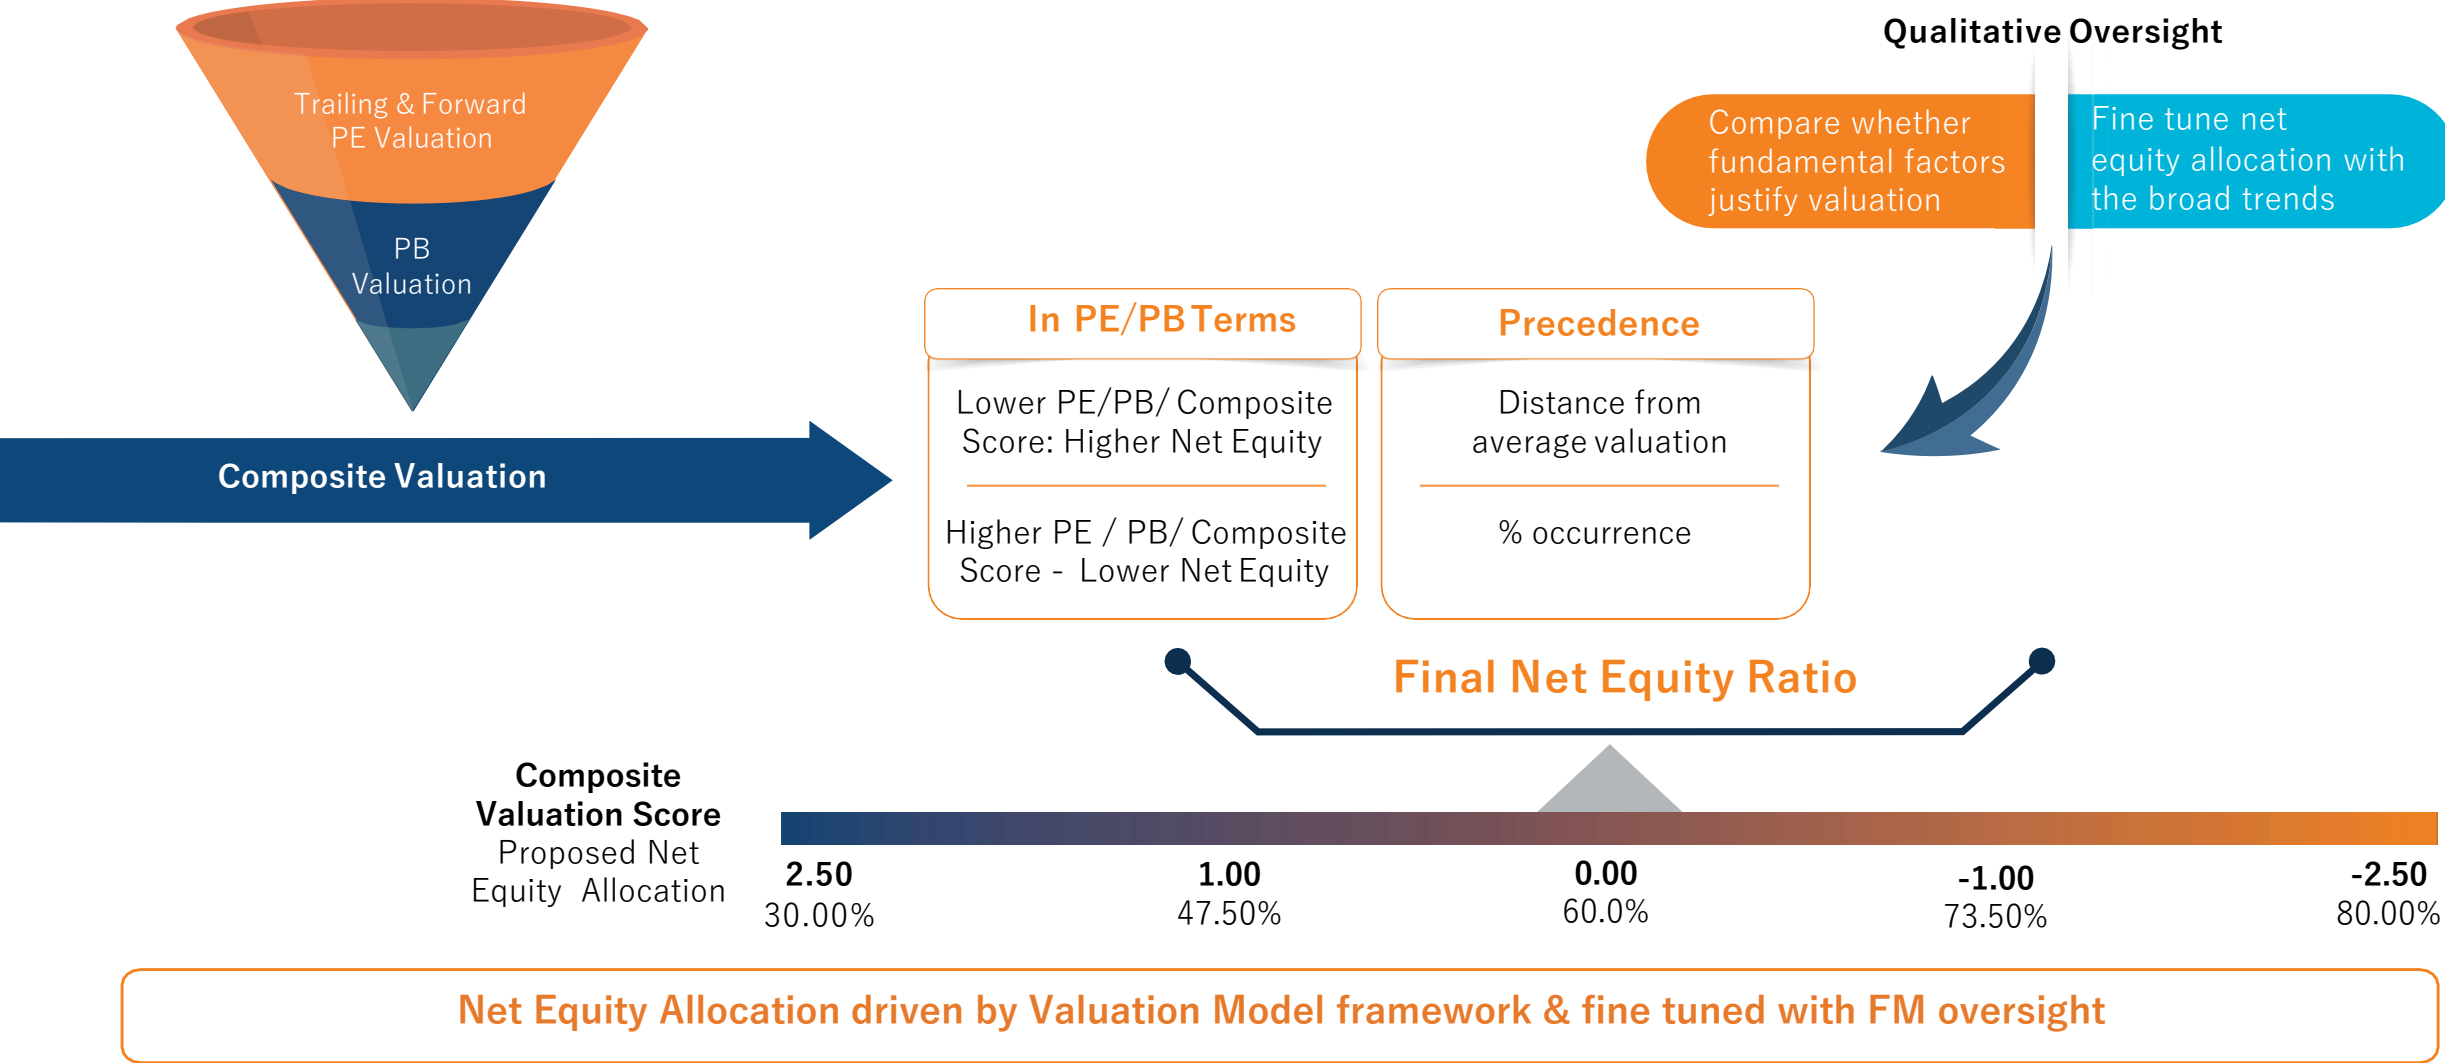 Qualitative Oversight
Trailing & Forward
PE Valuation
PB
Valuation
Compare whether
fundamental factors
justify valuation
Fine tune net
equity allocation with
the broad trends
Composite Valuation
In PE/PB Terms
Lower PE/PB/ Composite
Score: Higher Net Equity
Higher PE / PB/ Composite
Score - Lower Net Equity
Precedence
Distance from
average valuation
% occurrence
Final Net Equity Ratio
Composite
Valuation Score
Proposed Net
Equity Allocation
2.50
30.00%
1.00
47.50%
0.00
60.0%
-1.00
73.50%
-2.50
80.00%
Net Equity Allocation driven by Valuation Model framework & fine tuned with FM oversight